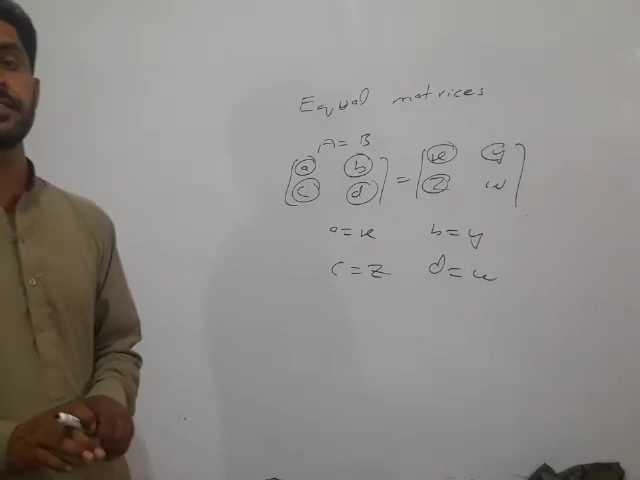 Equal matrices
A = B
[a b] = [x y]
[c d] [z w]
a = x b = y
c = z d = w